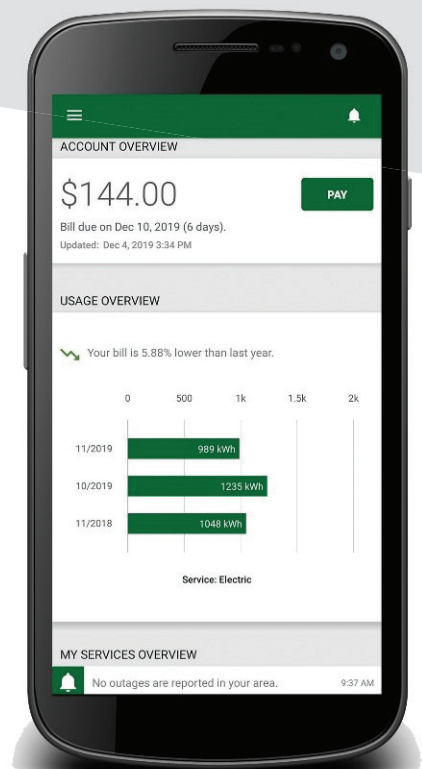 ACCOUNT OVERVIEW
$144.00
PAY
Bill due on Dec 10, 2019 (6 days).
Updated: Dec 4, 2019 3:34 PM
USAGE OVERVIEW
Your bill is 5.88% lower than last year.
0 500 1k 1.5k 2k
11/2019 989 kWh
10/2019 1235 kWh
11/2018 1048 kWh
Service: Electric
MY SERVICES OVERVIEW
No outages are reported in your area. 9:37 AM